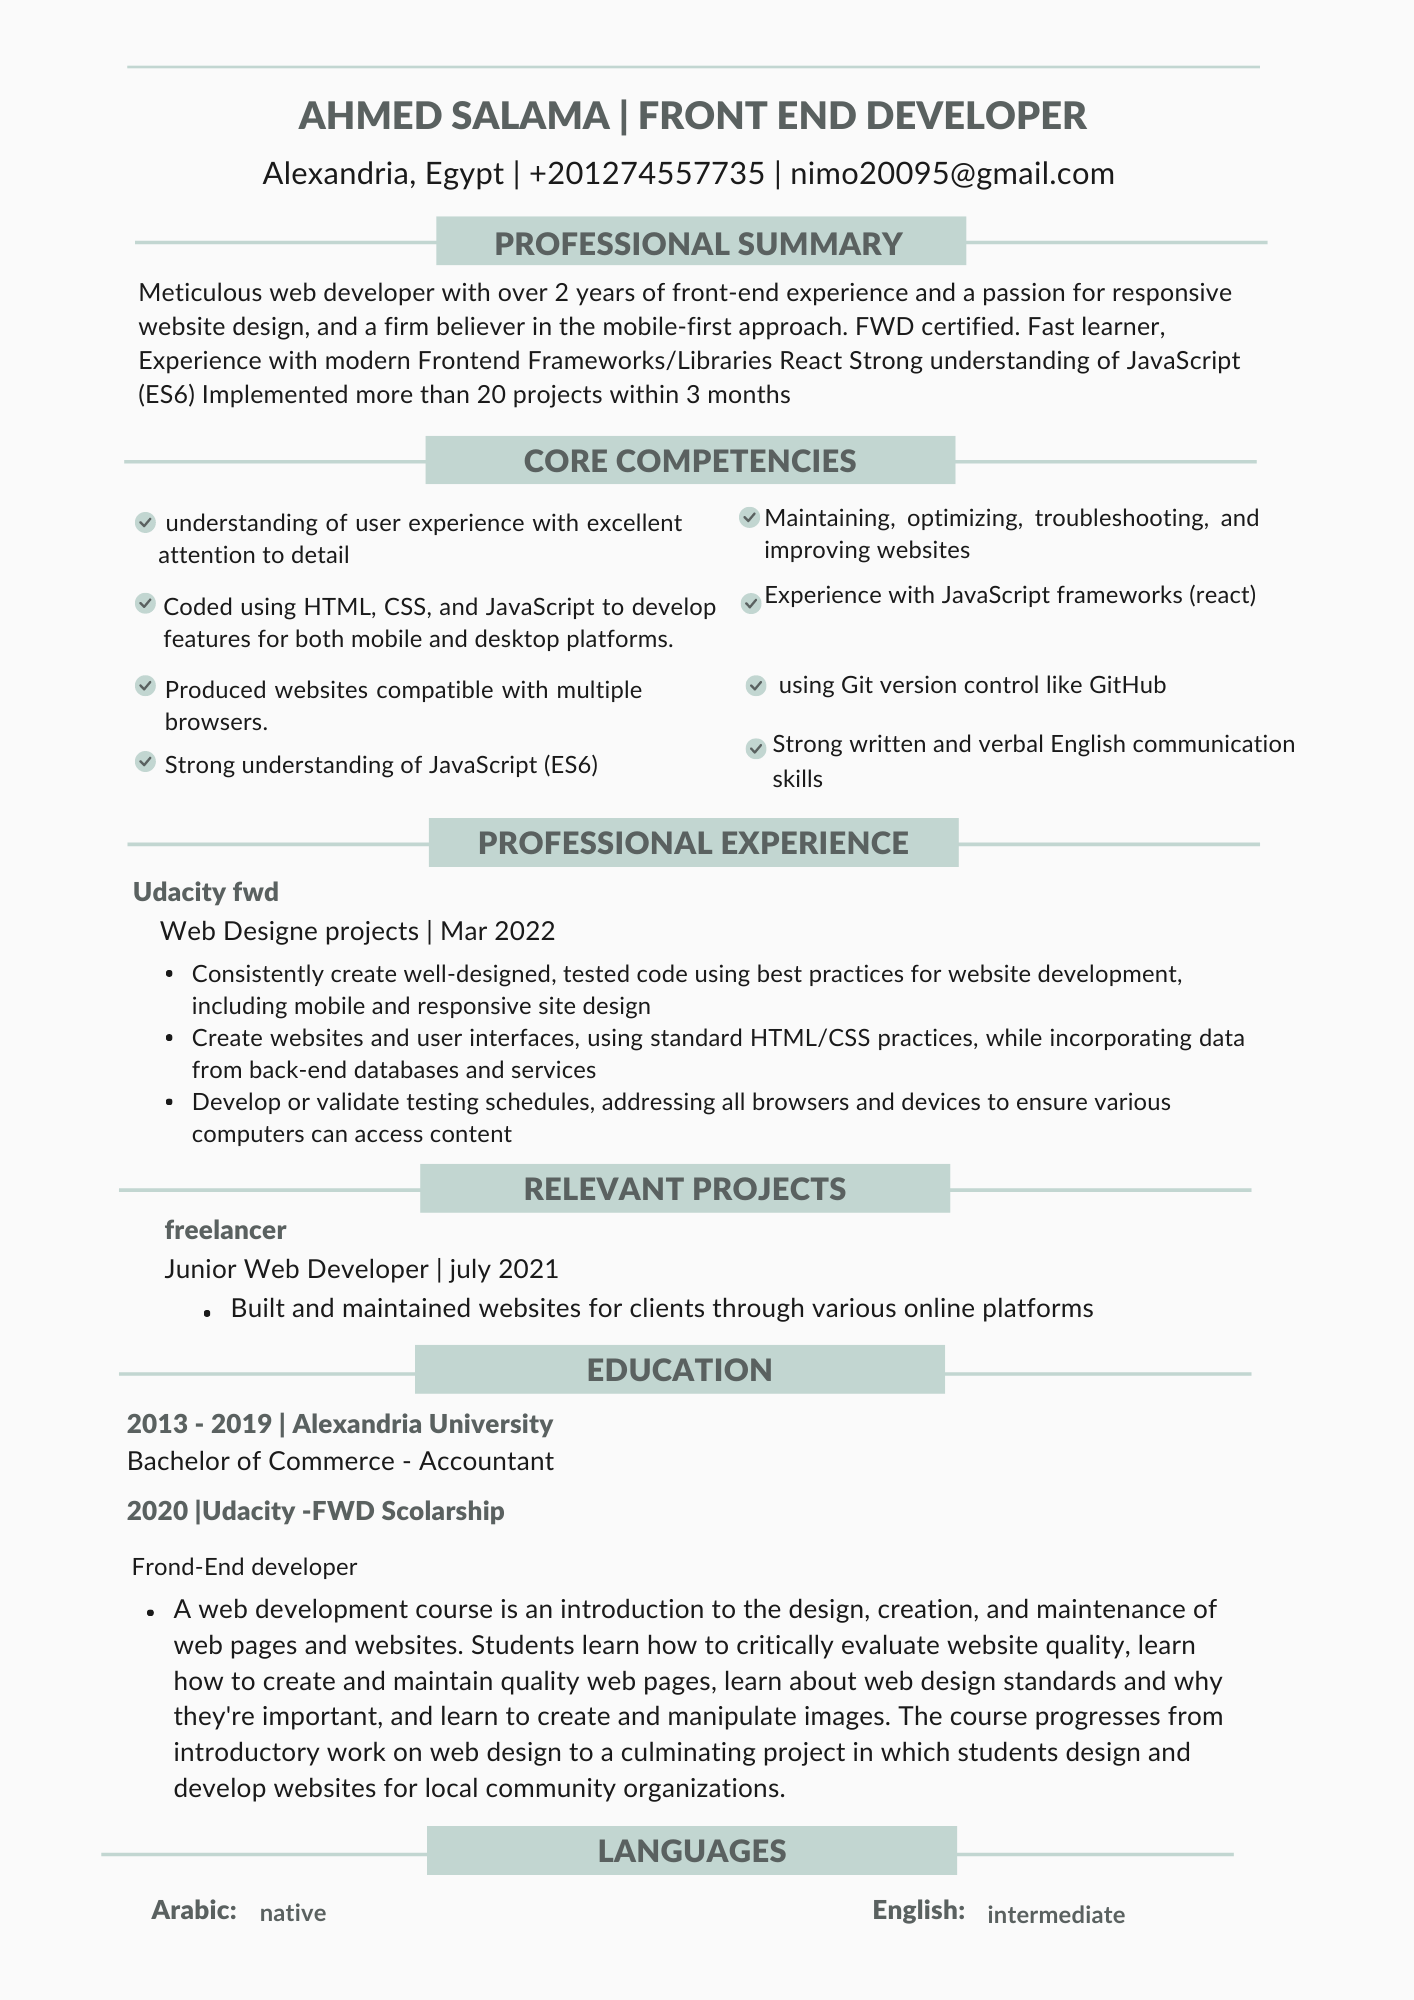 AHMED SALAMA | FRONT END DEVELOPER
Alexandria, Egypt | +201274557735 | nimo20095@gmail.com
PROFESSIONAL SUMMARY
Meticulous web developer with over 2 years of front-end experience and a passion for responsive
website design, and a firm believer in the mobile-first approach. FWD certified. Fast learner,
Experience with modern Frontend Frameworks/Libraries React Strong understanding of JavaScript
(ES6) Implemented more than 20 projects within 3 months
CORE COMPETENCIES
understanding of user experience with excellent
attention to detail
Coded using HTML, CSS, and JavaScript to develop
features for both mobile and desktop platforms.
Produced websites compatible with multiple
browsers.
Strong understanding of JavaScript (ES6)
Maintaining, optimizing, troubleshooting, and
improving websites
Experience with JavaScript frameworks (react)
using Git version control like GitHub
Strong written and verbal English communication
skills
PROFESSIONAL EXPERIENCE
Udacity fwd
Web Designe projects | Mar 2022
• Consistently create well-designed, tested code using best practices for website development,
including mobile and responsive site design
• Create websites and user interfaces, using standard HTML/CSS practices, while incorporating data
from back-end databases and services
• Develop or validate testing schedules, addressing all browsers and devices to ensure various
computers can access content
RELEVANT PROJECTS
freelancer
Junior Web Developer | july 2021
• Built and maintained websites for clients through various online platforms
EDUCATION
2013 - 2019 | Alexandria University
Bachelor of Commerce - Accountant
2020 |Udacity -FWD Scolarship
Frond-End developer
• A web development course is an introduction to the design, creation, and maintenance of
web pages and websites. Students learn how to critically evaluate website quality, learn
how to create and maintain quality web pages, learn about web design standards and why
they're important, and learn to create and manipulate images. The course progresses from
introductory work on web design to a culminating project in which students design and
develop websites for local community organizations.
LANGUAGES
Arabic: native
English: intermediate